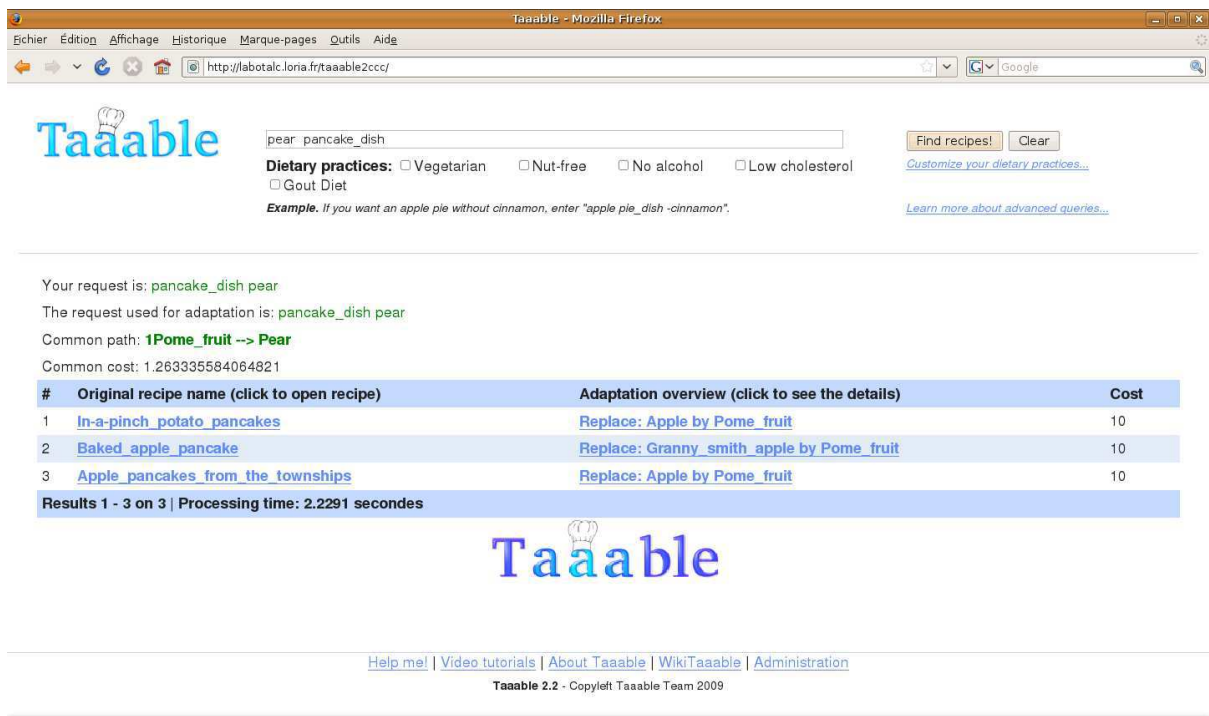 Taaable - Mozilla Firefox
Fichier Édition Affichage Historique Marque-pages Outils Aide
http://labotalc.loria.fr/taaable2ccc/ G Google
Taaable
pear pancake_dish Find recipes! Clear
Dietary practices: Vegetarian Nut-free No alcohol Low cholesterol Customize your dietary practices...
Gout Diet
Example. If you want an apple pie without cinnamon, enter "apple pie_dish -cinnamon". Learn more about advanced queries...
Your request is: pancake_dish pear
The request used for adaptation is: pancake_dish pear
Common path: 1Pome_fruit --> Pear
Common cost: 1.263335584064821
# Original recipe name (click to open recipe) Adaptation overview (click to see the details) Cost
1 In-a-pinch_potato_pancakes Replace: Apple by Pome_fruit 10
2 Baked_apple_pancake Replace: Granny_smith_apple by Pome_fruit 10
3 Apple_pancakes_from_the_townships Replace: Apple by Pome_fruit 10
Results 1 - 3 on 3 | Processing time: 2.2291 secondes
Taaable
Help me! | Video tutorials | About Taaable | WikiTaaable | Administration
Taaable 2.2 - Copyleft Taaable Team 2009